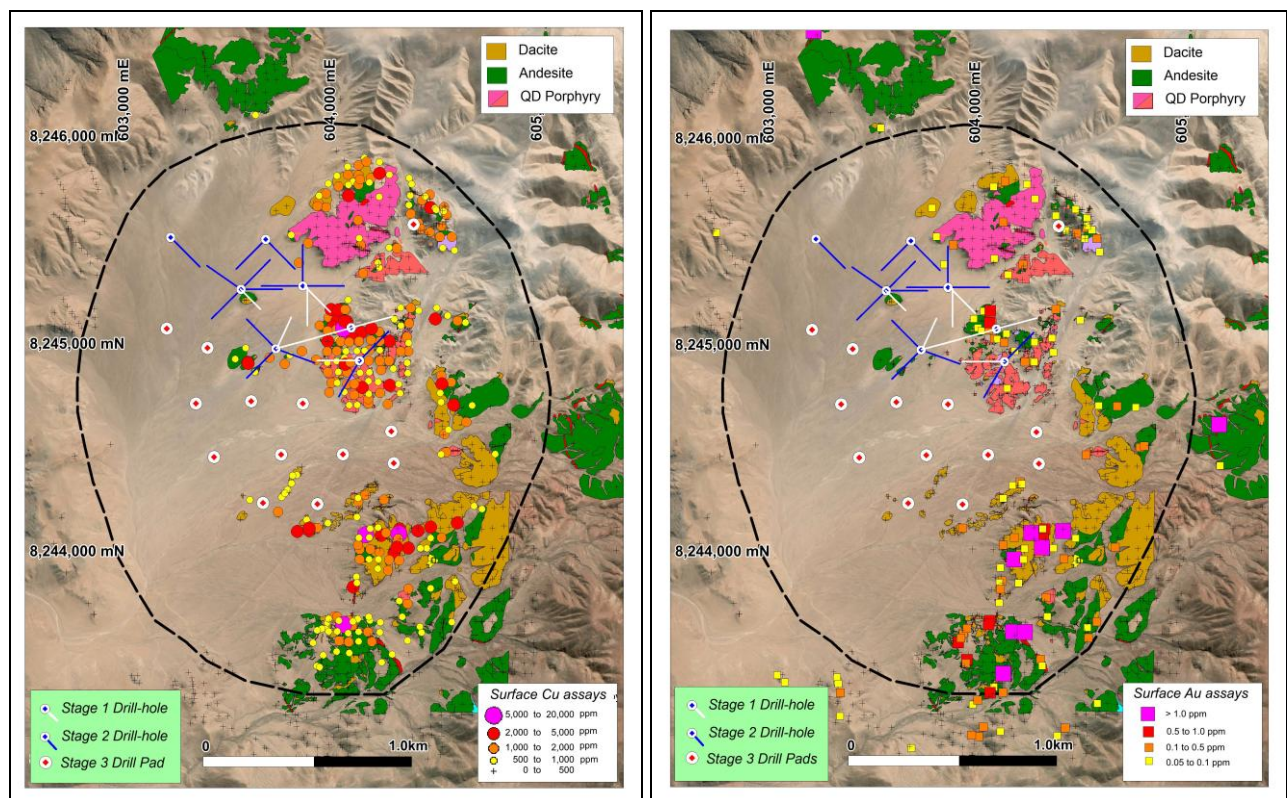 Dacite
Andesite
QD Porphyry
603,000 mE
604,000 mE
605,
8,246,000 mN
8,245,000 mN
8,244,000 mN
Stage 1 Drill-hole
Stage 2 Drill-hole
Stage 3 Drill Pad
0
1.0km
Surface Cu assays
5,000 to 20,000 ppm
2,000 to 5,000 ppm
1,000 to 2,000 ppm
500 to 1,000 ppm
0 to 500
Dacite
Andesite
QD Porphyry
603,000 mE
604,000 mE
605,
8,246,000 mN
8,245,000 mN
8,244,000 mN
Stage 1 Drill-hole
Stage 2 Drill-hole
Stage 3 Drill Pads
0
1.0km
Surface Au assays
> 1.0 ppm
0.5 to 1.0 ppm
0.1 to 0.5 ppm
0.05 to 0.1 ppm